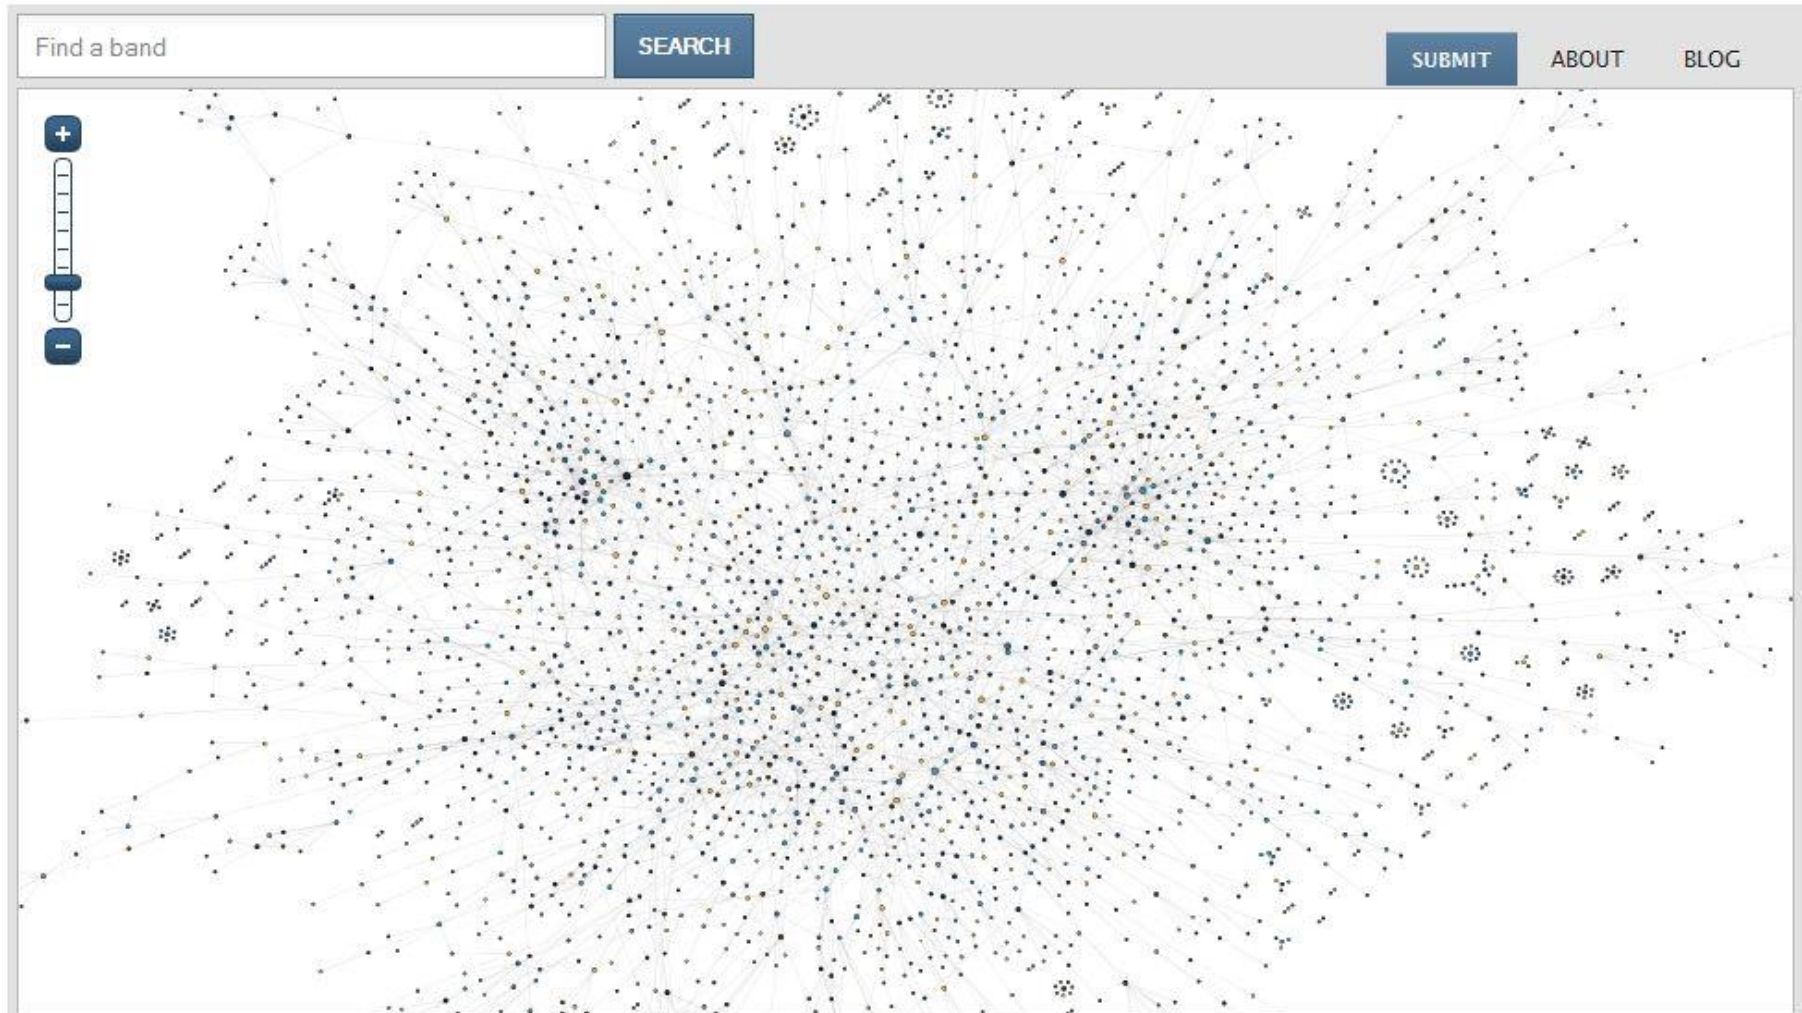 Find a band
SEARCH
SUBMIT
ABOUT
BLOG
+
−